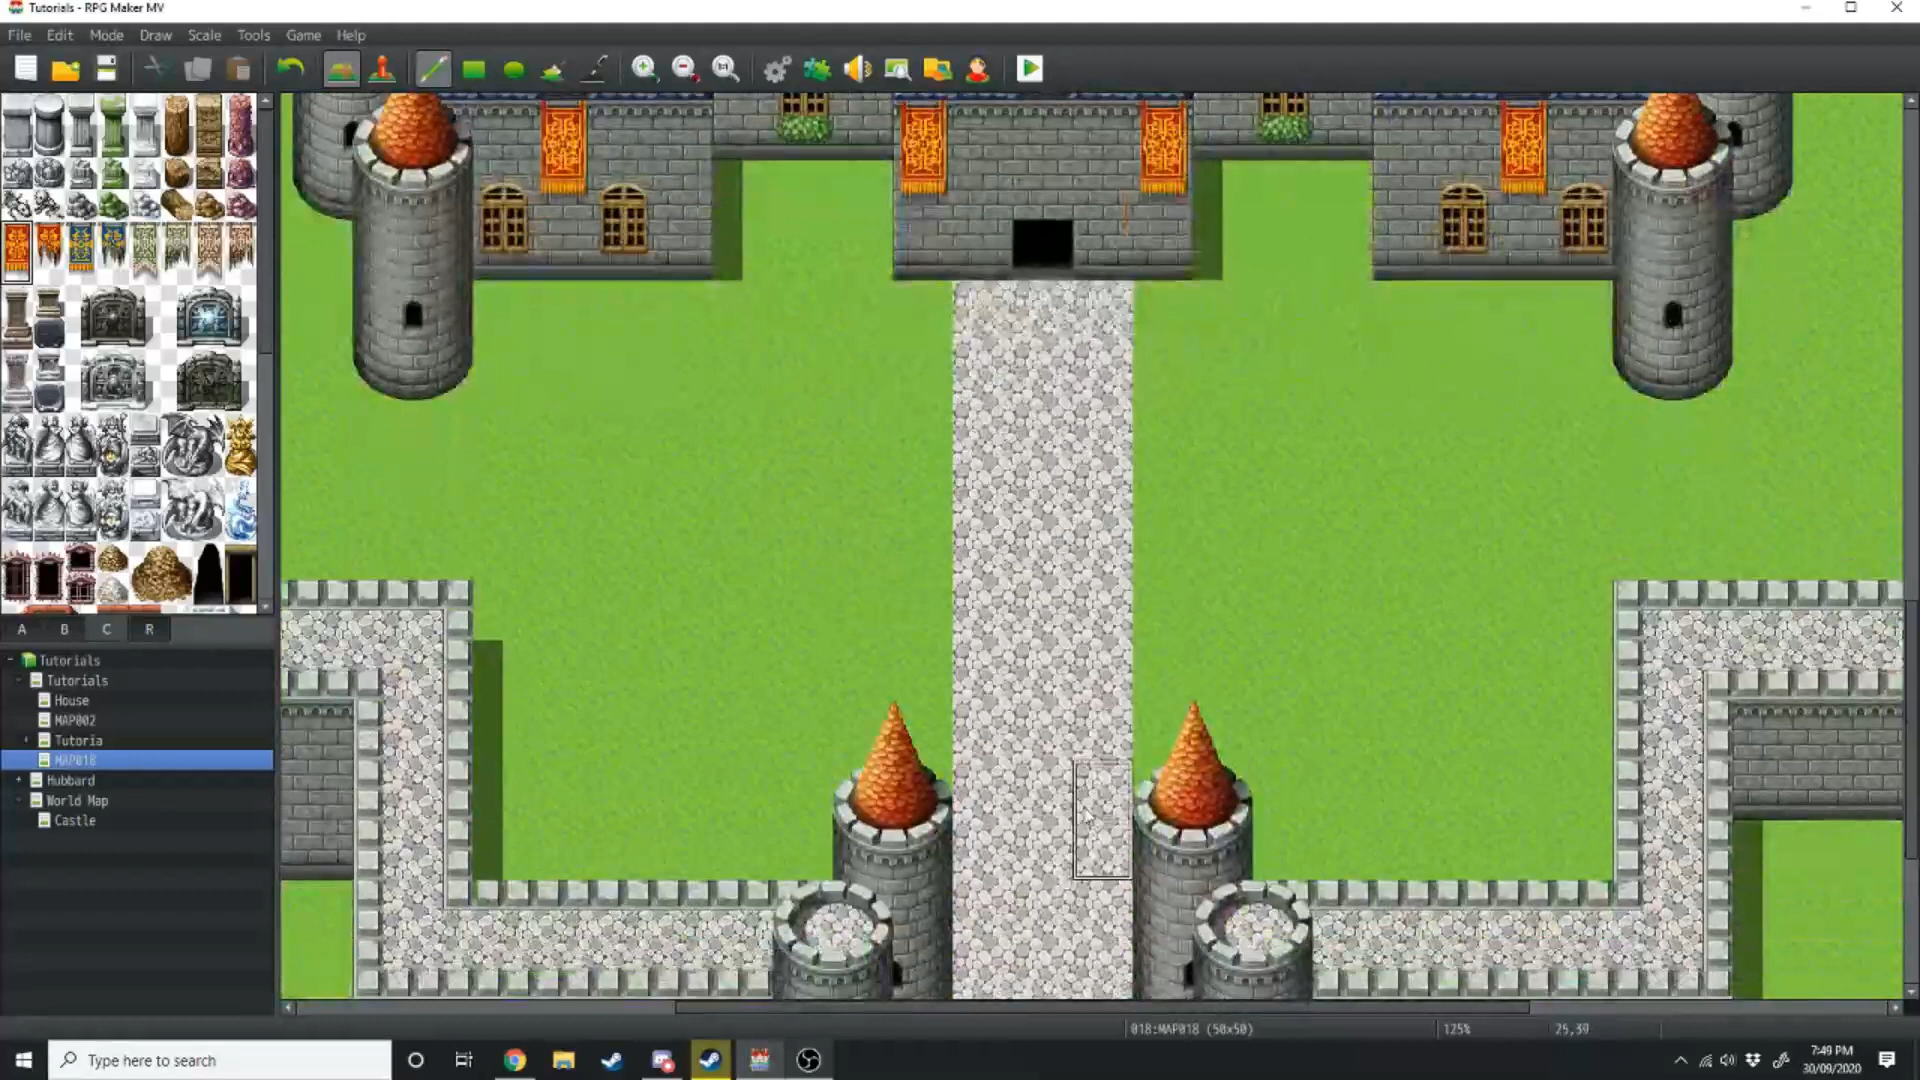 Tutorials - RPG Maker MV
File Edit Mode Draw Scale Tools Game Help
A B C R
Tutorials
Tutorials
House
MAP002
Tutoria
MAP018
Hubbard
World Map
Castle
018:MAP018 (50x50) 125% 25,39
Type here to search
7:49 PM
30/09/2020